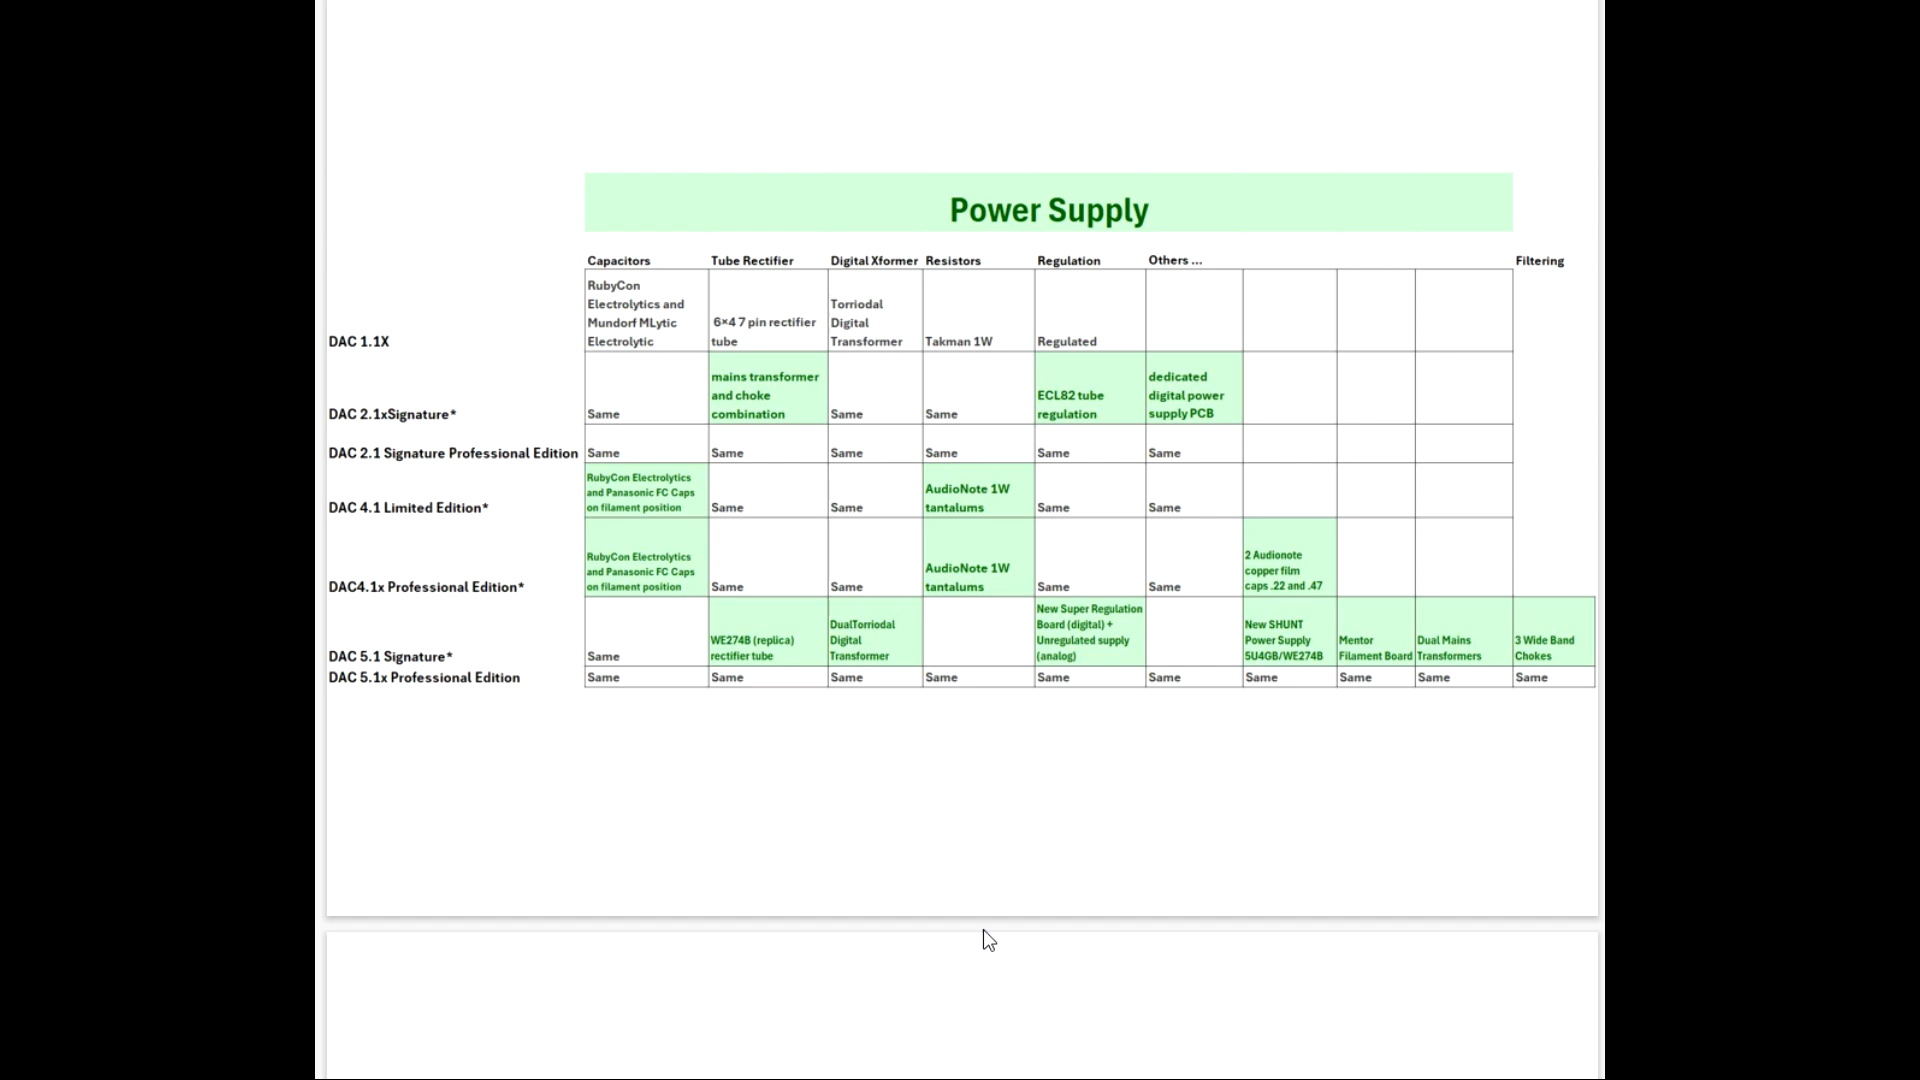 Power Supply
Capacitors Tube Rectifier Digital Xformer Resistors Regulation Others ... Filtering
RubyCon
Electrolytics and
Mundorf MLytic
Electrolytic
6×4 7 pin rectifier
tube
Torriodal
Digital
Transformer
Takman 1W
Regulated
DAC 1.1X
mains transformer
and choke
combination
ECL82 tube
regulation
dedicated
digital power
supply PCB
DAC 2.1xSignature* Same Same Same
DAC 2.1 Signature Professional Edition Same Same Same Same Same Same
RubyCon Electrolytics
and Panasonic FC Caps
on filament position
AudioNote 1W
tantalums
DAC 4.1 Limited Edition* Same Same Same Same
RubyCon Electrolytics
and Panasonic FC Caps
on filament position
AudioNote 1W
tantalums
2 Audionote
copper film
caps .22 and .47
DAC4.1x Professional Edition* Same Same Same Same
WE274B (replica)
rectifier tube
DualTorriodal
Digital
Transformer
New Super Regulation
Board (digital) +
Unregulated supply
(analog)
New SHUNT
Power Supply
5U4GB/WE274B
Mentor
Filament Board
Dual Mains
Transformers
3 Wide Band
Chokes
DAC 5.1 Signature* Same
DAC 5.1x Professional Edition Same Same Same Same Same Same Same Same Same Same